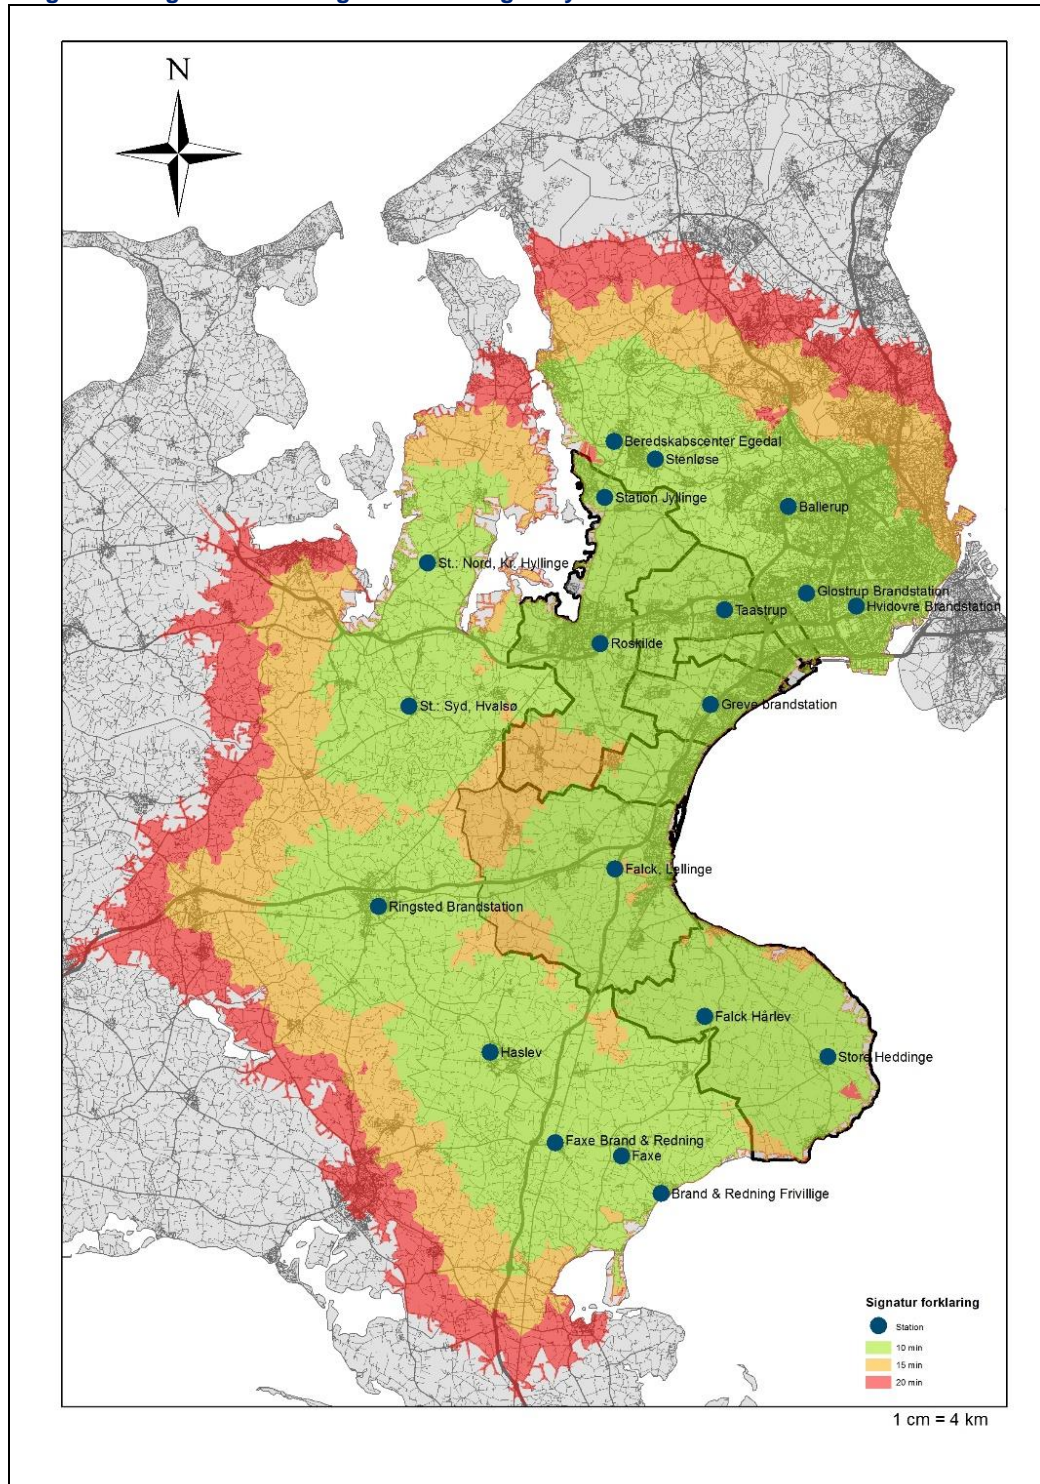 N
Beredskabscenter Egedal
Stenløse
Station Jyllinge
Ballerup
St.: Nord, Kr. Hyllinge
Glostrup Brandstation
Hvidovre Brandstation
Taastrup
Roskilde
St.: Syd, Hvalsø
Greve brandstation
Falck, Lellinge
Ringsted Brandstation
Falck Hårlev
Haslev
Store Heddinge
Faxe Brand & Redning
Faxe
Brand & Redning Frivillige
Signatur forklaring
Station
10 min
15 min
20 min
1 cm = 4 km